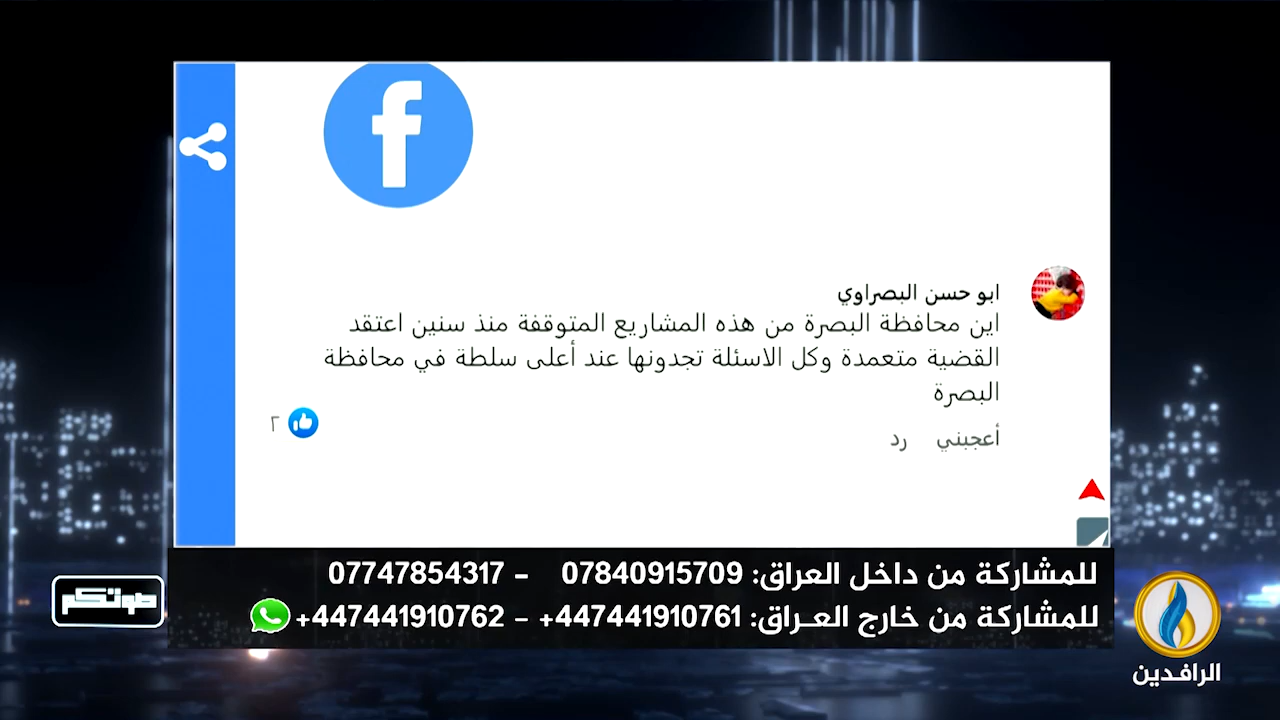 ابو حسن البصراوي
اين محافظة البصرة من هذه المشاريع المتوقفة منذ سنين اعتقد
القضية متعمدة وكل الاسئلة تجدونها عند أعلى سلطة في محافظة
البصرة
٢
أعجبني رد
للمشاركة من داخل العراق: 07840915709 - 07747854317
للمشاركة من خارج العـراق: 447441910761+ - 447441910762+
صوتكم
الرافدين